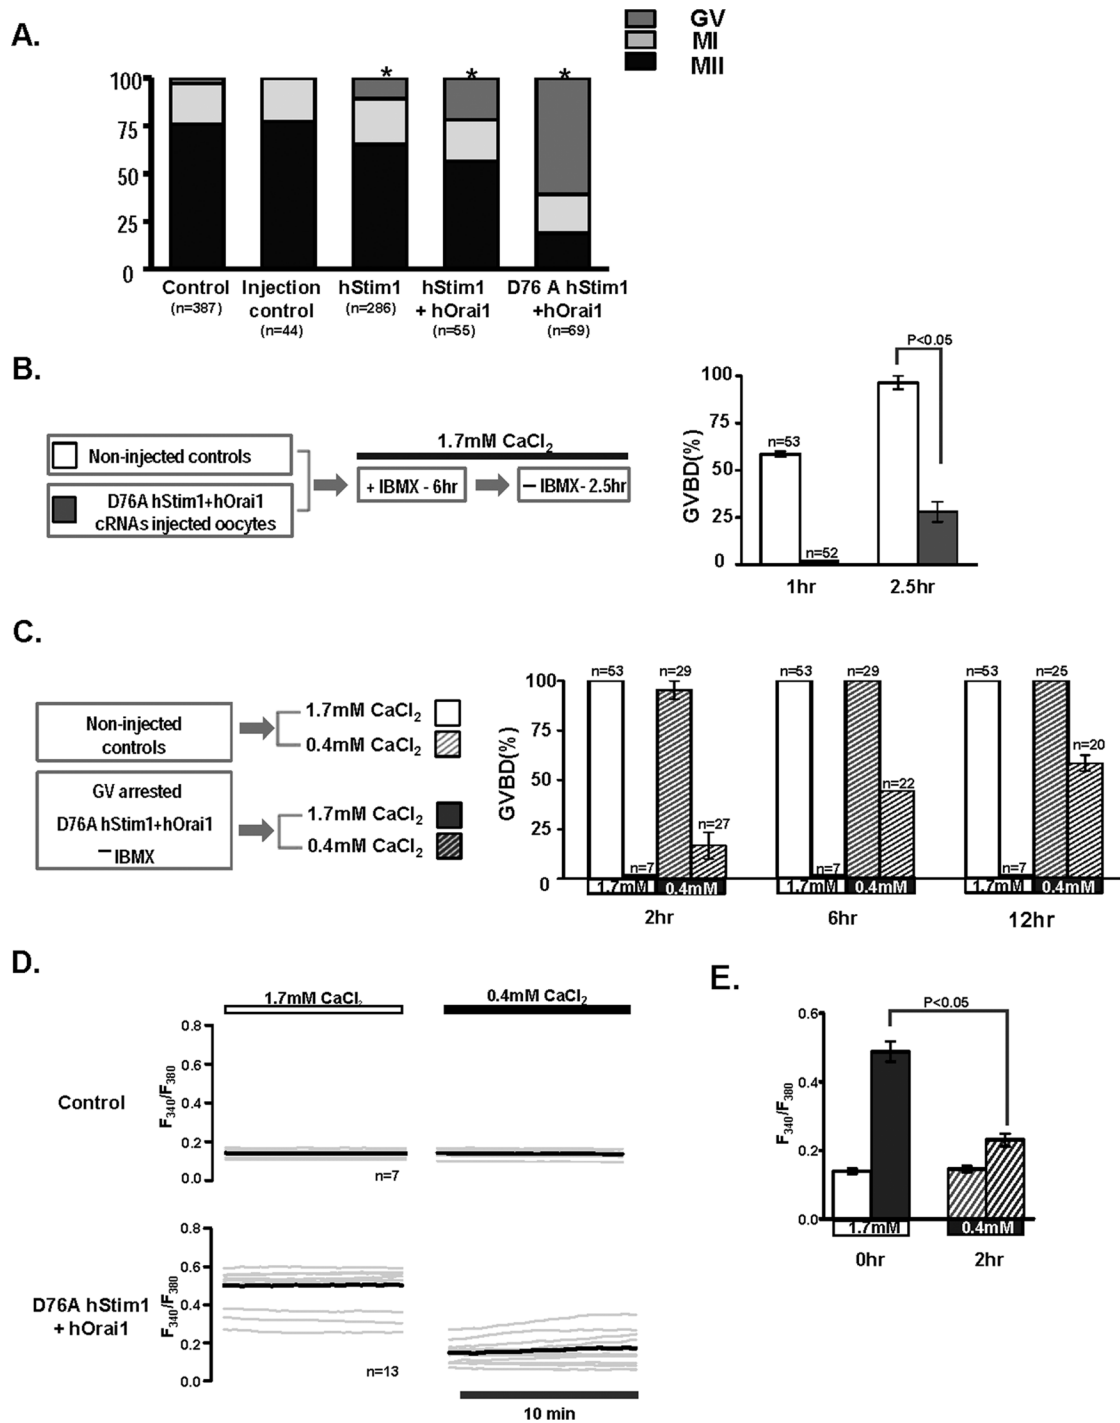 A.
GV
MI
MII
100
75
50
25
0
Control
(n=387)
Injection
control
(n=44)
hStim1
(n=286)
hStim1
+ hOrai1
(n=55)
D76 A hStim1
+hOrai1
(n=69)
* * *
B.
Non-injected controls
D76A hStim1+hOrai1
cRNAs injected oocytes
1.7mM CaCl2
+ IBMX - 6hr
− IBMX- 2.5hr
GVBD(%)
100
75
50
25
0
n=53
n=52
P<0.05
1hr
2.5hr
C.
Non-injected
controls
1.7mM CaCl2
0.4mM CaCl2
GV arrested
D76A hStim1+hOrai1
− IBMX
1.7mM CaCl2
0.4mM CaCl2
GVBD(%)
100
75
50
25
0
n=53
n=7
n=29
n=27
1.7mM
0.4mM
2hr
n=53
n=7
n=29
n=22
1.7mM
0.4mM
6hr
n=53
n=7
n=25
n=20
1.7mM
0.4mM
12hr
D.
1.7mM CaCl2
0.4mM CaCl2
Control
F340/F380
0.8
0.6
0.4
0.2
0.0
n=7
D76A hStim1
+ hOrai1
F340/F380
0.8
0.6
0.4
0.2
0.0
n=13
10 min
E.
F340/F380
0.6
0.4
0.2
0.0
P<0.05
1.7mM
0.4mM
0hr
2hr